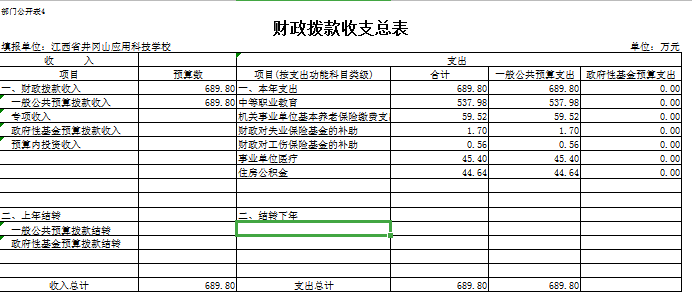 部门公开表4
财政拨款收支总表
填报单位：江西省井冈山应用科技学校 单位：万元
收 入 支出
项目 预算数 项目(按支出功能科目类级) 合计 一般公共预算支出 政府性基金预算支出
一、财政拨款收入 689.80 一、本年支出 689.80 689.80 0.00
一般公共预算拨款收入 689.80 中等职业教育 537.98 537.98 0.00
专项收入 机关事业单位基本养老保险缴费支 59.52 59.52 0.00
政府性基金预算拨款收入 财政对失业保险基金的补助 1.70 1.70 0.00
预算内投资收入 财政对工伤保险基金的补助 0.56 0.56 0.00
事业单位医疗 45.40 45.40 0.00
住房公积金 44.64 44.64 0.00
二、上年结转 二、结转下年
一般公共预算拨款结转
政府性基金预算拨款结转
收入总计 689.80 支出总计 689.80 689.80